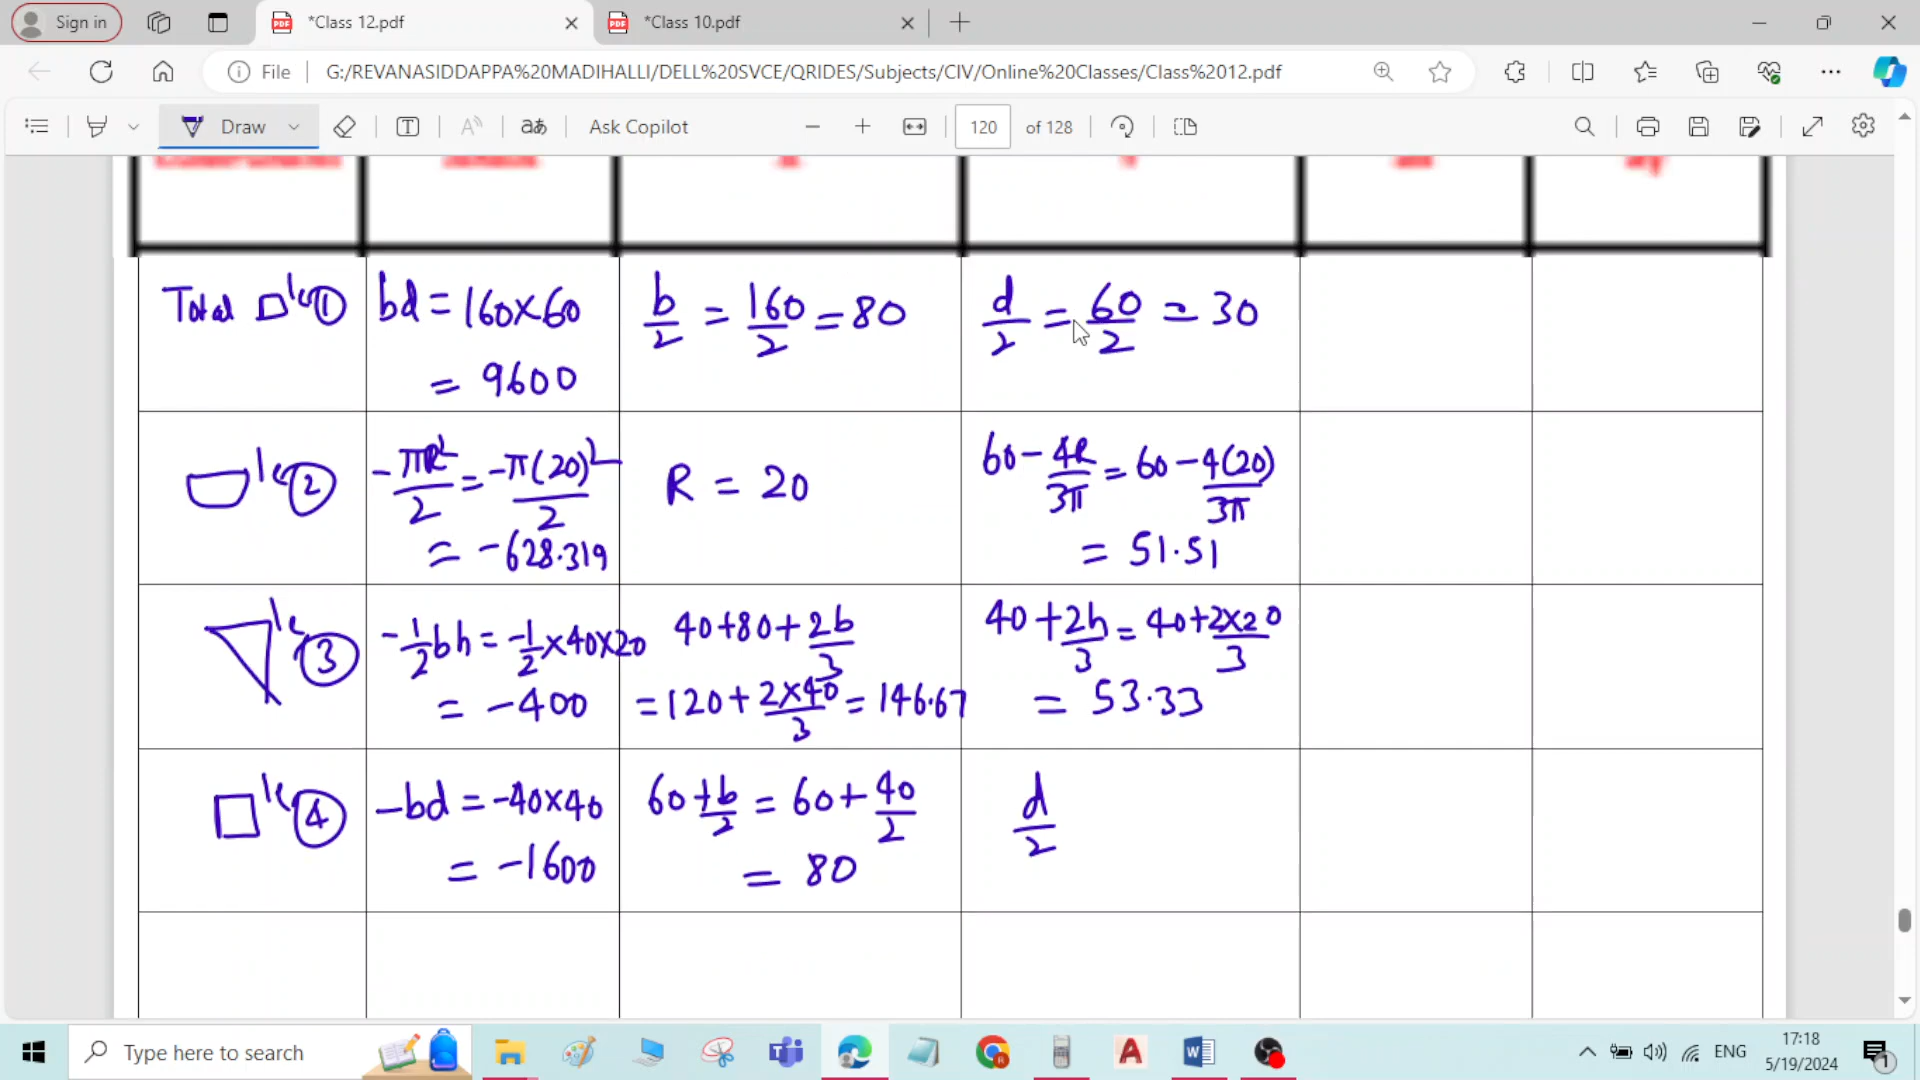 Sign in
*Class 12.pdf
*Class 10.pdf
File
G:/REVANASIDDAPPA%20MADIHALLI/DELL%20SVCE/QRIDES/Subjects/CIV/Online%20Classes/Class%2012.pdf
Draw
Ask Copilot
120
of 128
Total □le ① bd = 160×60 b/2 = 160/2 = 80 d/2 = 60/2 = 30
= 9600
le ② -πR²/2 = -π(20)²/2 R = 20 60 - 4R/3π = 60 - 4(20)/3π
= -628.319 = 51.51
le ③ -1/2 bh = -1/2 ×40×20 40+80+2b/3 40+2h/3 = 40+2×20/3
= -400 = 120+2×40/3 = 146.67 = 53.33
□le ④ -bd = -40×40 60+b/2 = 60+40/2 d/2
= -1600 = 80
Type here to search
ENG
17:18
5/19/2024
1